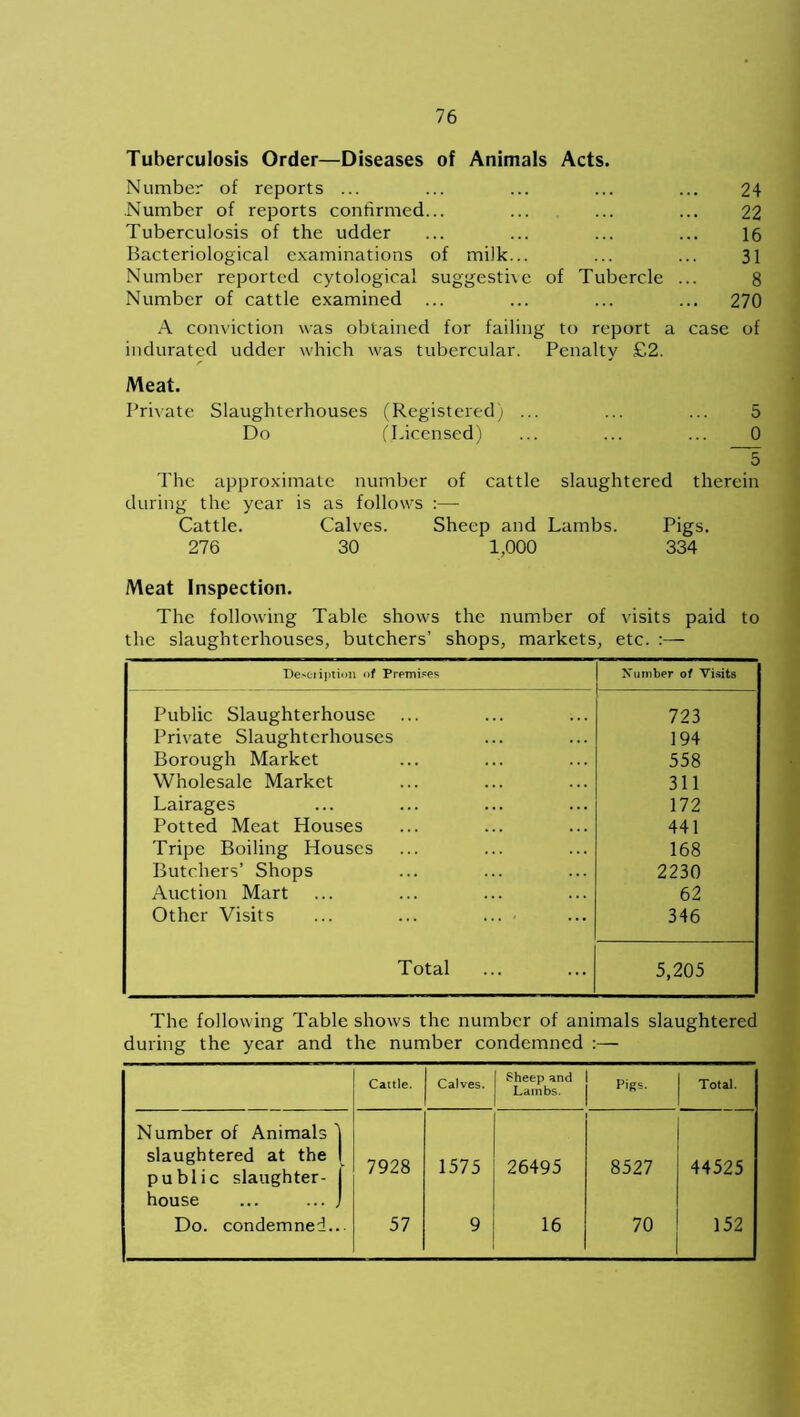 76
Tuberculosis Order—Diseases of Animals Acts.
Number of reports ... ... ... ... ... 24
Number of reports confirmed... ... ... ... 22
Tuberculosis of the udder ... ... ... ... 16
Bacteriological examinations of milk... ... ... 31
Number reported cytological suggestive of Tubercle ... 8
Number of cattle examined ... ... ... ... 270
A conviction was obtained for failing to report a case of
indurated udder which was tubercular. Penalty £2.
Meat.
Private Slaughterhouses (Registered) ... ... ... 5
Do (Licensed) ... ... ... 0
5
The approximate number of cattle slaughtered therein
during the year is as follows :—
Cattle. Calves. Sheep and Lambs. Pigs.
276 30 1,000 334
Meat Inspection.
The following Table shows the number of visits paid to
the slaughterhouses, butchers' shops, markets, etc. :—
Description of Premises Number of Visits
Public Slaughterhouse ... ... ... 723
Private Slaughterhouses ... ... 194
Borough Market ... ... ... 558
Wholesale Market ... ... ... 311
Lairages ... ... ... ... 172
Potted Meat Houses ... ... ... 441
Tripe Boiling Houses ... ... ... 168
Butchers' Shops ... ... ... 2230
Auction Mart ... ... ... ... 62
Other Visits ... ... ... ... 346
Total ... ... 5,205
The following Table shows the number of animals slaughtered
during the year and the number condemned :—
Cattle. Calves. Sheep and Lambs. Pigs. Total.
Number of Animals
slaughtered at the
public slaughter-
house ... ... 7928 1575 26495 8527 44525
Do. condemned... 57 9 16 70 152